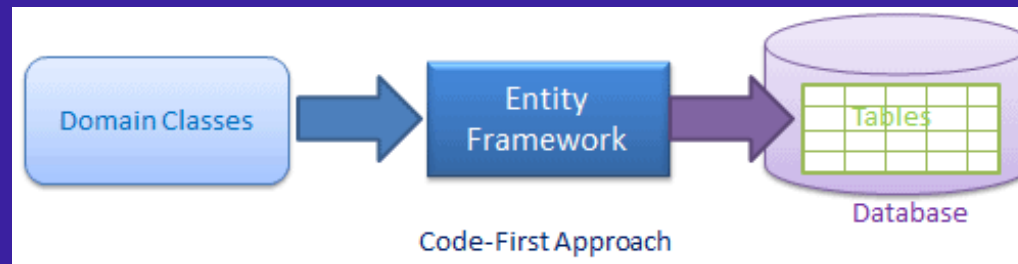 Domain Classes
Entity
Framework
Tables
Database
Code-First Approach